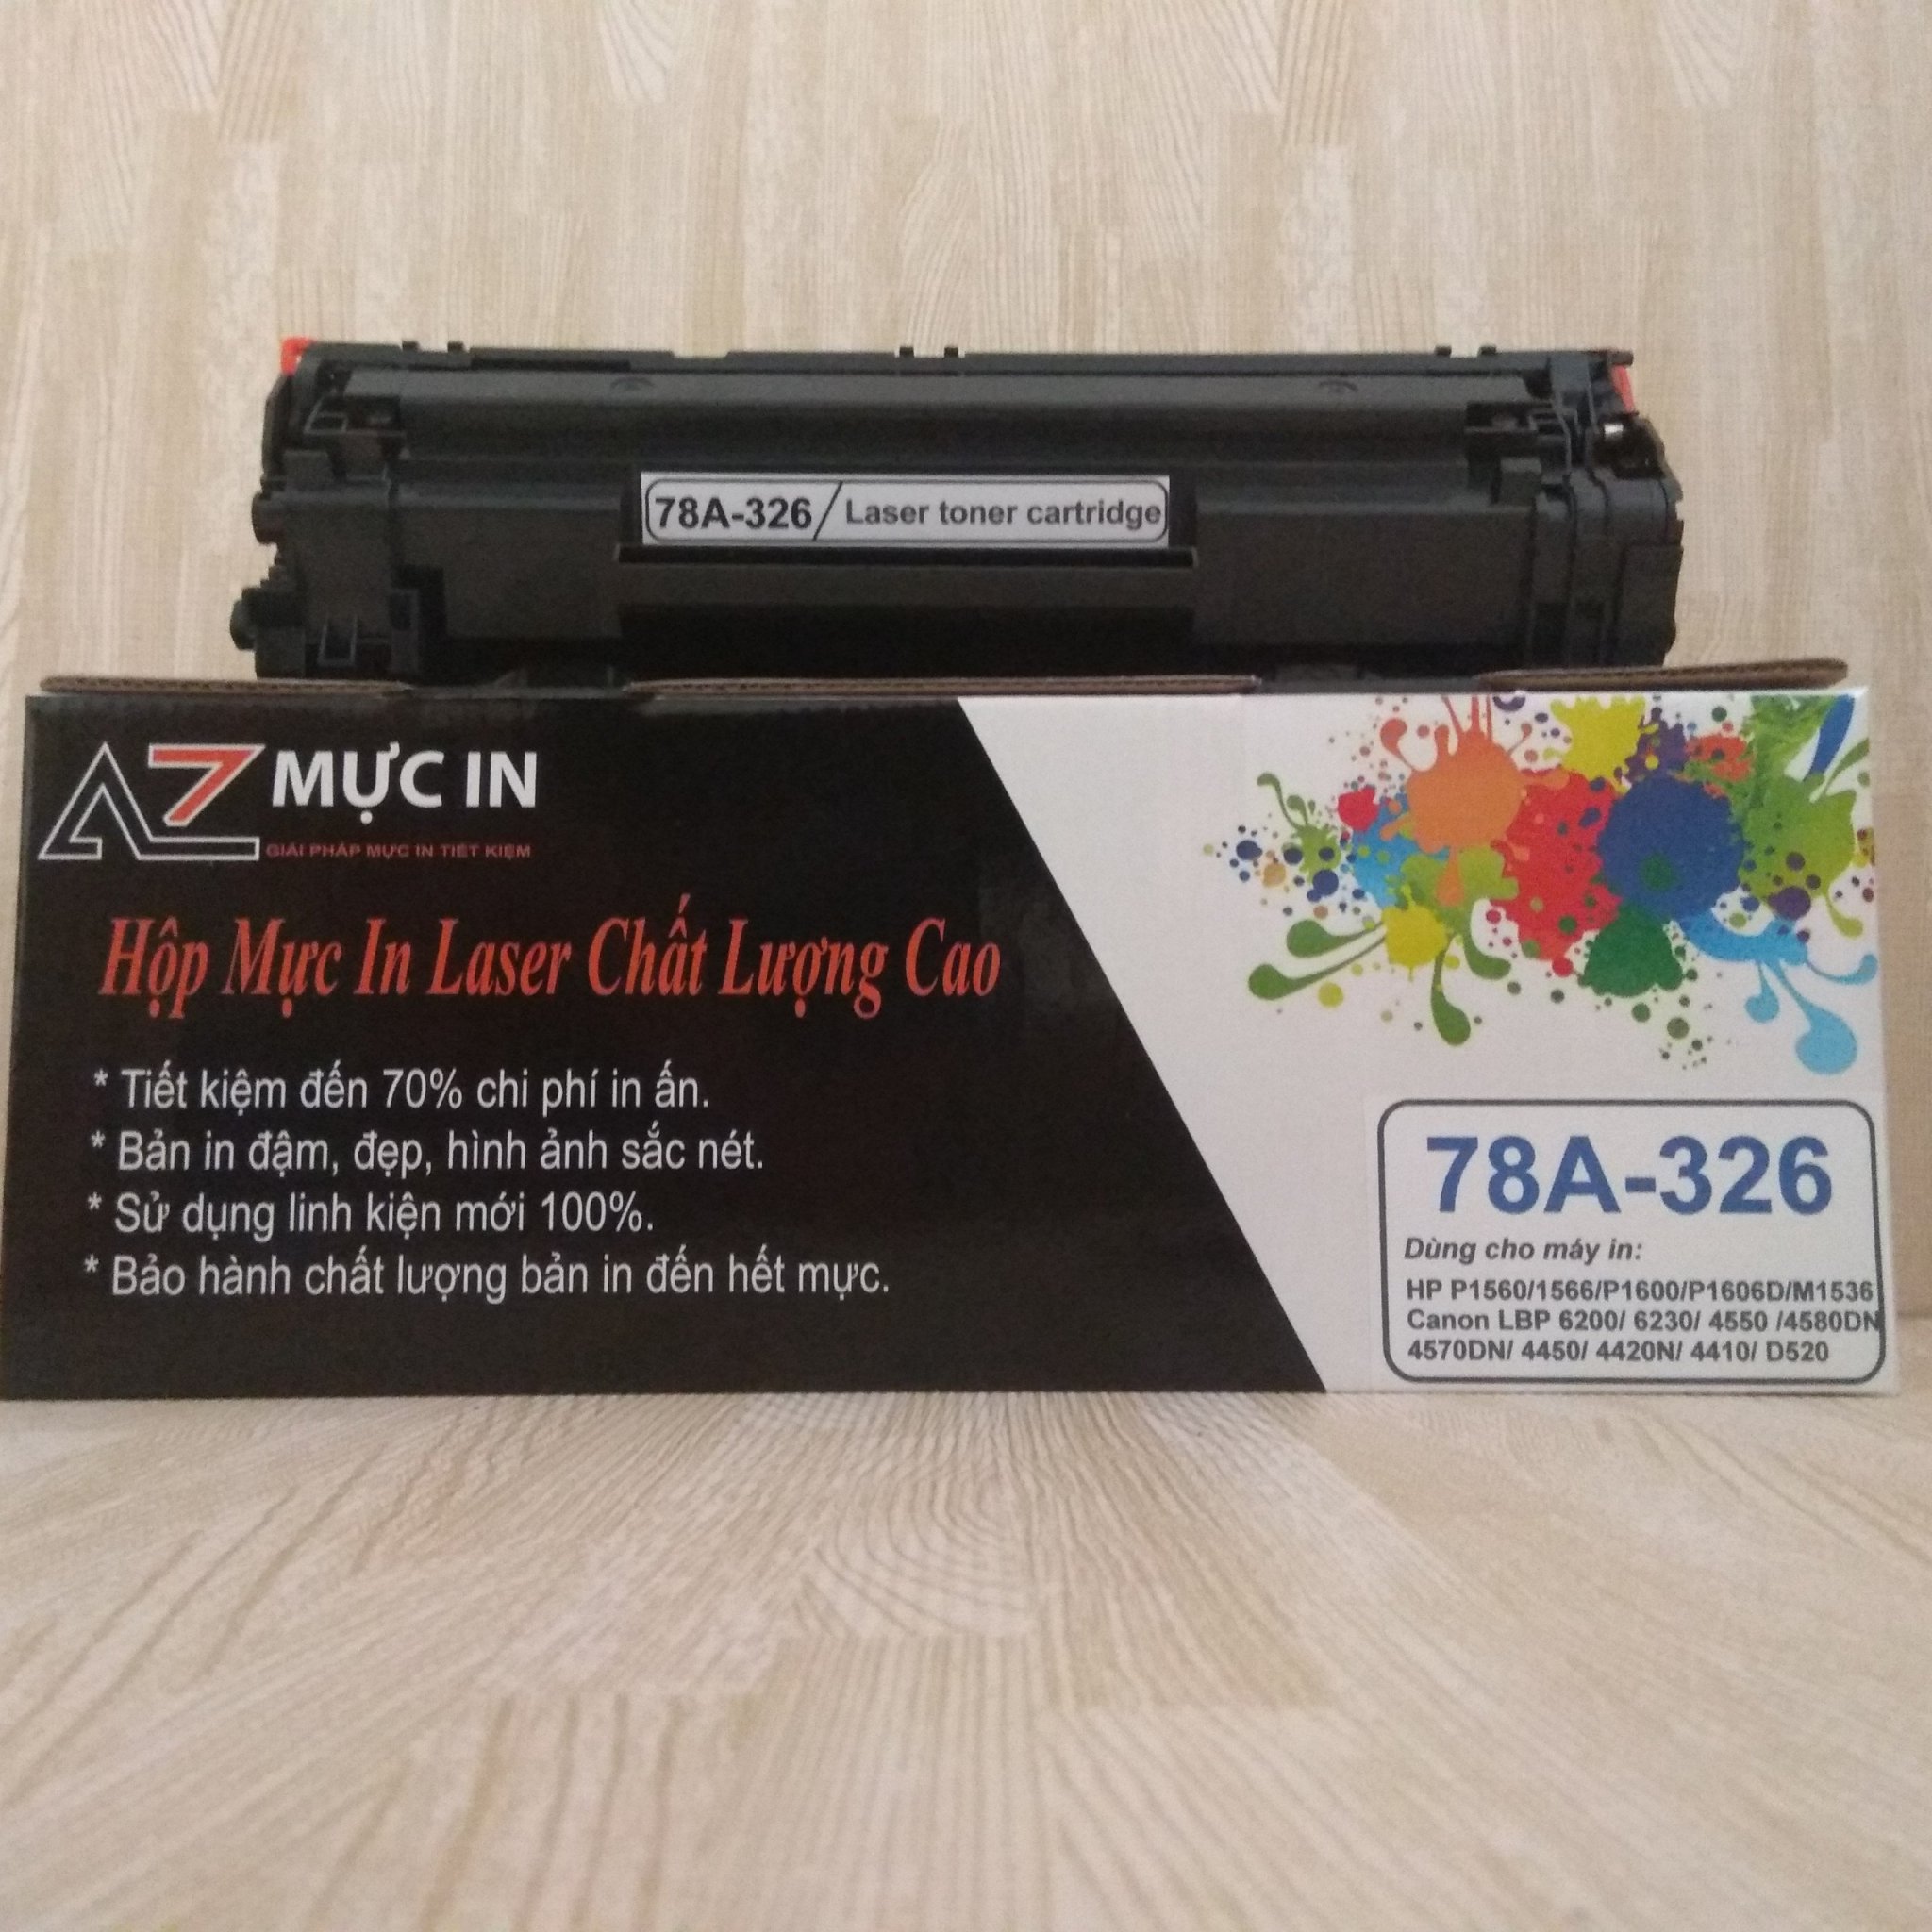 78A-326/Laser toner cartridge
AZ MỰC IN
GIẢI PHÁP MỰC IN TIẾT KIỆM
Hộp Mực In Laser Chất Lượng Cao
* Tiết kiệm đến 70% chi phí in ấn.
* Bản in đậm, đẹp, hình ảnh sắc nét.
* Sử dụng linh kiện mới 100%.
* Bảo hành chất lượng bản in đến hết mực.
78A-326
Dùng cho máy in:
HP P1560/1566/P1600/P1606D/M1536
Canon LBP 6200/ 6230/ 4550 /4580DN
4570DN/ 4450/ 4420N/ 4410/ D520